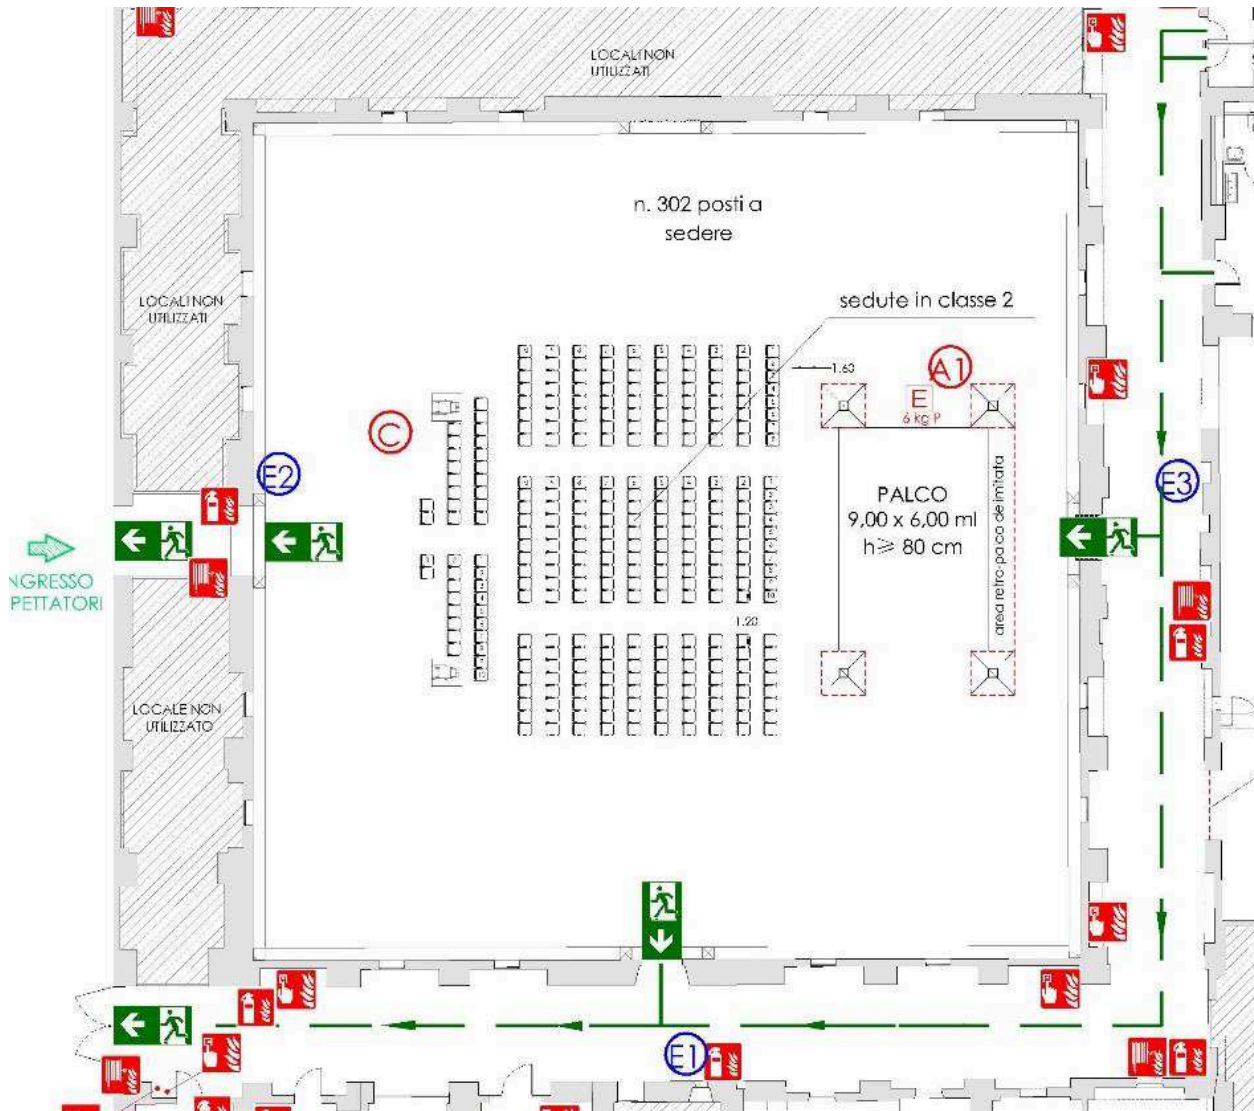 LOCALI NON
UTILIZZATI
n. 302 posti a
sedere
LOCALI NON
UTILIZZATI
sedute in classe 2
1.63
A1
E
6 kg P
C
E2
E3
PALCO
9,00 x 6,00 ml
h≥ 80 cm
area retro-palco delimitata
NGRESSO
PETTATORI
1.20
LOCALE NON
UTILIZZATO
E1